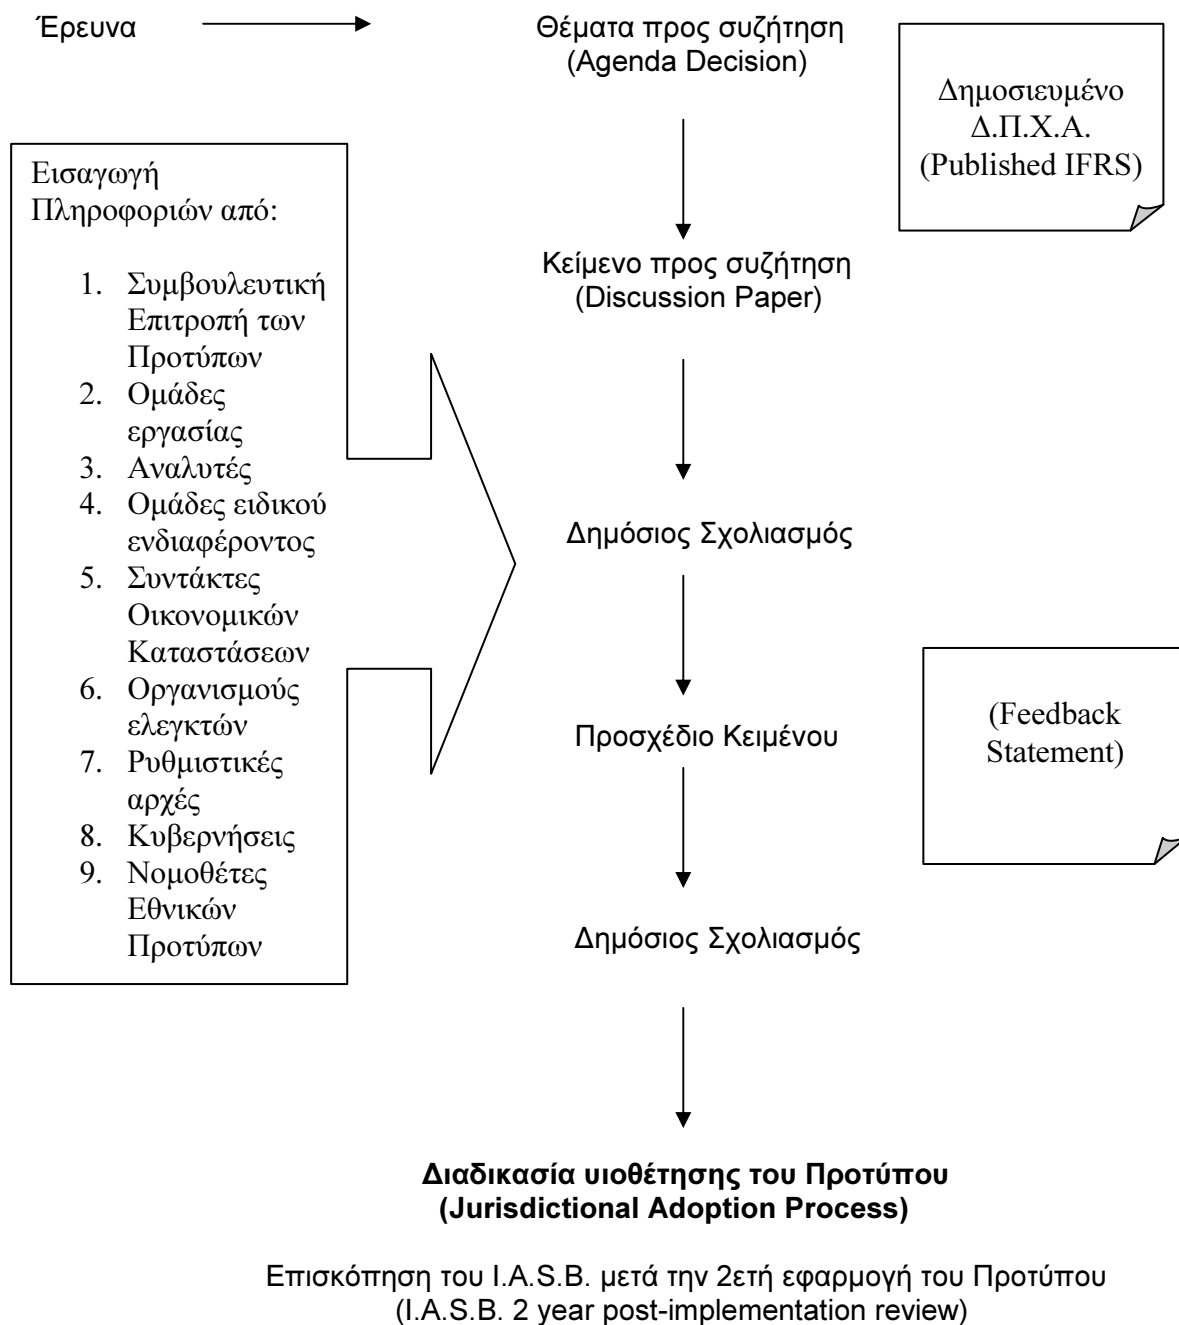 Έρευνα
Θέματα προς συζήτηση
(Agenda Decision)
Δημοσιευμένο
Δ.Π.Χ.Α.
(Published IFRS)
Εισαγωγή
Πληροφοριών από:
1. Συμβουλευτική
Επιτροπή των
Προτύπων
2. Ομάδες
εργασίας
3. Αναλυτές
4. Ομάδες ειδικού
ενδιαφέροντος
5. Συντάκτες
Οικονομικών
Καταστάσεων
6. Οργανισμούς
ελεγκτών
7. Ρυθμιστικές
αρχές
8. Κυβερνήσεις
9. Νομοθέτες
Εθνικών
Προτύπων
Κείμενο προς συζήτηση
(Discussion Paper)
Δημόσιος Σχολιασμός
Προσχέδιο Κειμένου
(Feedback
Statement)
Δημόσιος Σχολιασμός
Διαδικασία υιοθέτησης του Προτύπου
(Jurisdictional Adoption Process)
Επισκόπηση του I.A.S.B. μετά την 2ετή εφαρμογή του Προτύπου
(I.A.S.B. 2 year post-implementation review)